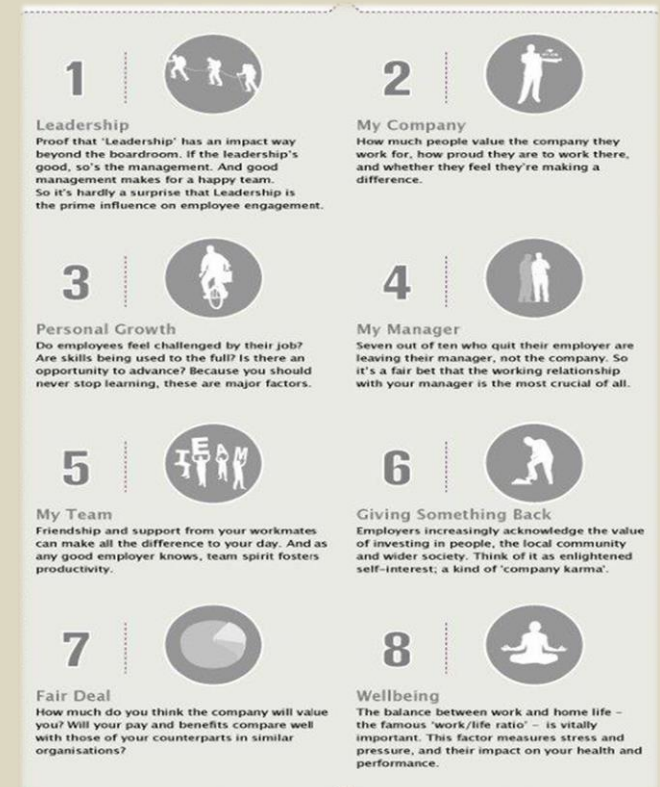 1
Leadership
Proof that 'Leadership' has an impact way
beyond the boardroom. If the leadership's
good, so's the management. And good
management makes for a happy team.
So it's hardly a surprise that Leadership is
the prime influence on employee engagement.
2
My Company
How much people value the company they
work for, how proud they are to work there,
and whether they feel they're making a
difference.
3
Personal Growth
Do employees feel challenged by their job?
Are skills being used to the full? Is there an
opportunity to advance? Because you should
never stop learning, these are major factors.
4
My Manager
Seven out of ten who quit their employer are
leaving their manager, not the company. So
it's a fair bet that the working relationship
with your manager is the most crucial of all.
5
TEAM
My Team
Friendship and support from your workmates
can make all the difference to your day. And as
any good employer knows, team spirit fosters
productivity.
6
Giving Something Back
Employers increasingly acknowledge the value
of investing in people, the local community
and wider society. Think of it as enlightened
self-interest; a kind of 'company karma'.
7
Fair Deal
How much do you think the company will value
you? Will your pay and benefits compare well
with those of your counterparts in similar
organisations?
8
Wellbeing
The balance between work and home life –
the famous 'work/life ratio' – is vitally
important. This factor measures stress and
pressure, and their impact on your health and
performance.